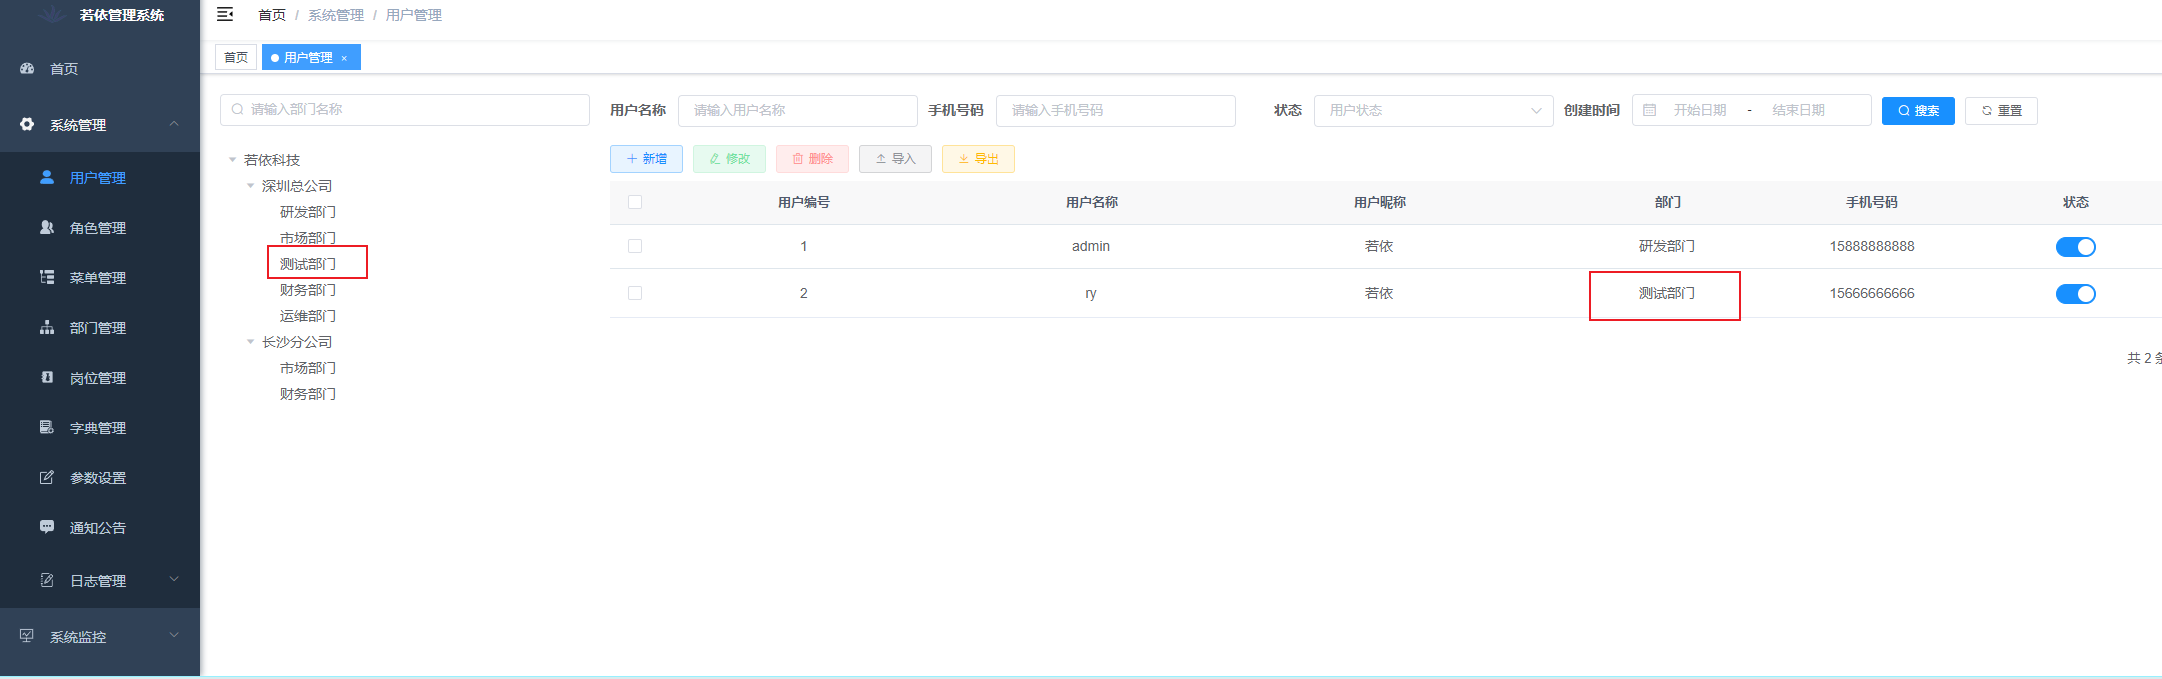 若依管理系统
首页 / 系统管理 / 用户管理
首页
用户管理 ×
首页
系统管理
用户管理
角色管理
菜单管理
部门管理
岗位管理
字典管理
参数设置
通知公告
日志管理
系统监控
请输入部门名称
若依科技
深圳总公司
研发部门
市场部门
测试部门
财务部门
运维部门
长沙分公司
市场部门
财务部门
用户名称 请输入用户名称 手机号码 请输入手机号码 状态 用户状态 创建时间 开始日期 - 结束日期 搜索 重置
新增 修改 删除 导入 导出
用户编号 用户名称 用户昵称 部门 手机号码 状态
1 admin 若依 研发部门 15888888888
2 ry 若依 测试部门 15666666666
共 2